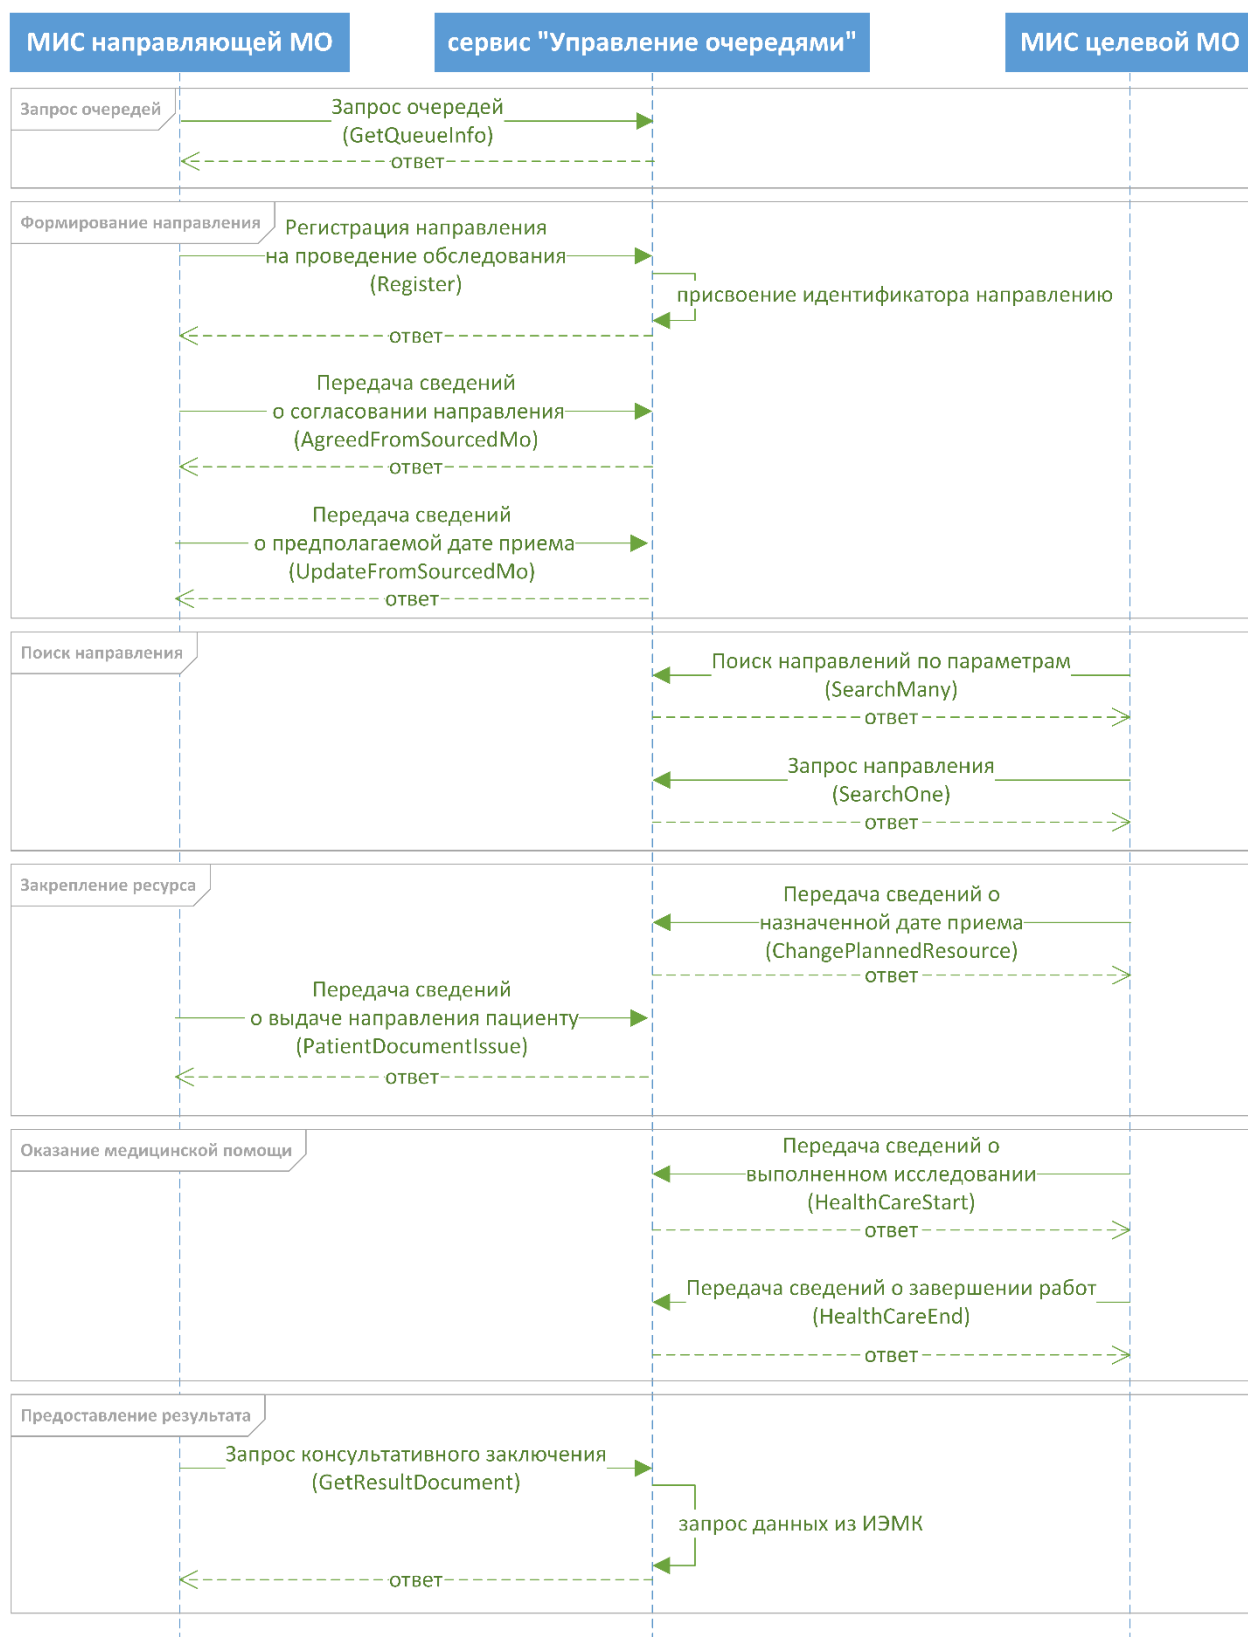 МИС направляющей МО
сервис "Управление очередями"
МИС целевой МО
Запрос очередей
Запрос очередей
(GetQueueInfo)
ответ
Формирование направления
Регистрация направления
на проведение обследования
(Register)
присвоение идентификатора направлению
ответ
Передача сведений
о согласовании направления
(AgreedFromSourcedMo)
ответ
Передача сведений
о предполагаемой дате приема
(UpdateFromSourcedMo)
ответ
Поиск направления
Поиск направлений по параметрам
(SearchMany)
ответ
Запрос направления
(SearchOne)
ответ
Закрепление ресурса
Передача сведений о
назначенной дате приема
(ChangePlannedResource)
ответ
Передача сведений
о выдаче направления пациенту
(PatientDocumentIssue)
ответ
Оказание медицинской помощи
Передача сведений о
выполненном исследовании
(HealthCareStart)
ответ
Передача сведений о завершении работ
(HealthCareEnd)
ответ
Предоставление результата
Запрос консультативного заключения
(GetResultDocument)
запрос данных из ИЭМК
ответ